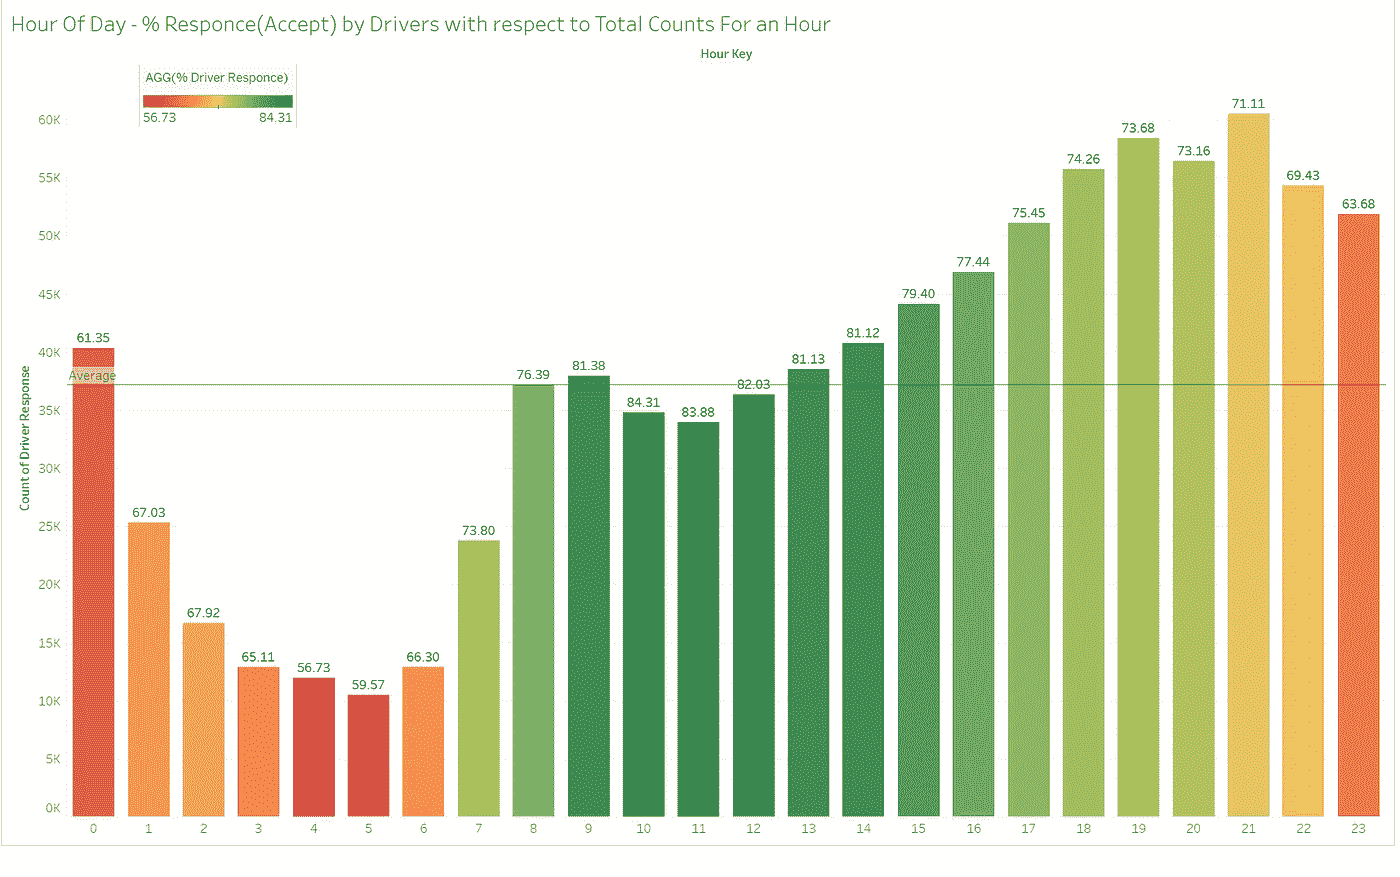 Hour Of Day - % Responce(Accept) by Drivers with respect to Total Counts For an Hour
Hour Key
AGG(% Driver Responce)
56.73 84.31
Count of Driver Response
60K
55K
50K
45K
40K
35K
30K
25K
20K
15K
10K
5K
0K
Average
61.35
67.03
67.92
65.11
56.73
59.57
66.30
73.80
76.39
81.38
84.31
83.88
82.03
81.13
81.12
79.40
77.44
75.45
74.26
73.68
73.16
71.11
69.43
63.68
0 1 2 3 4 5 6 7 8 9 10 11 12 13 14 15 16 17 18 19 20 21 22 23